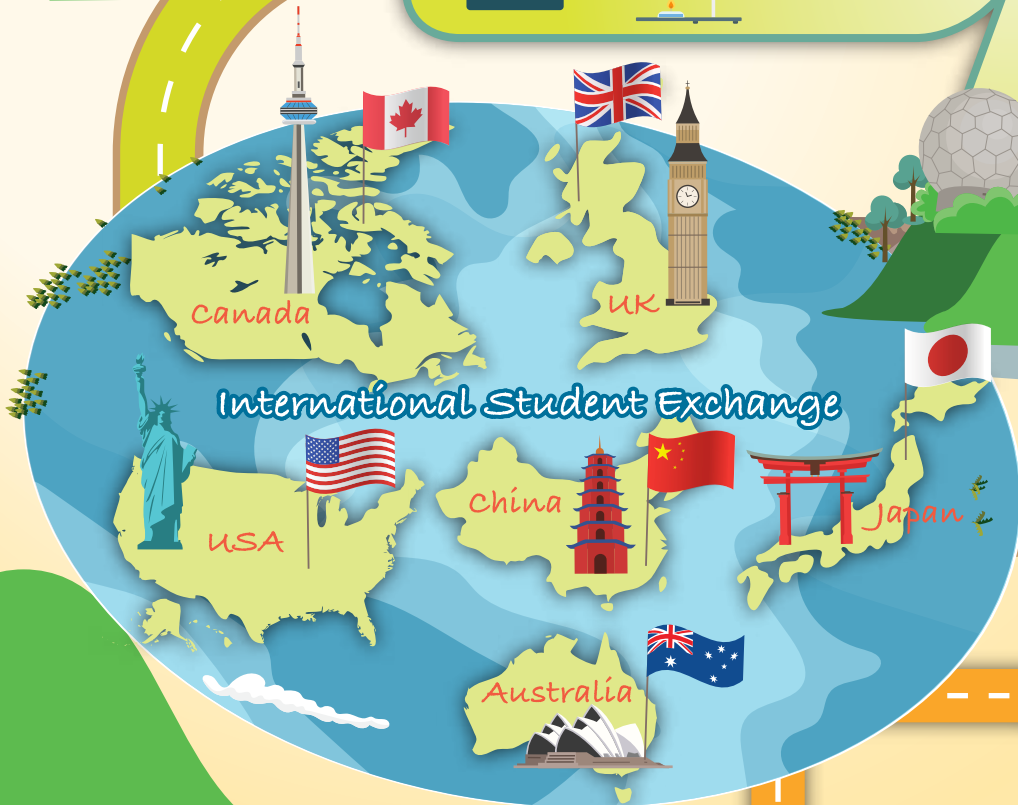 Canada
UK
International Student Exchange
USA
China
Japan
Australia